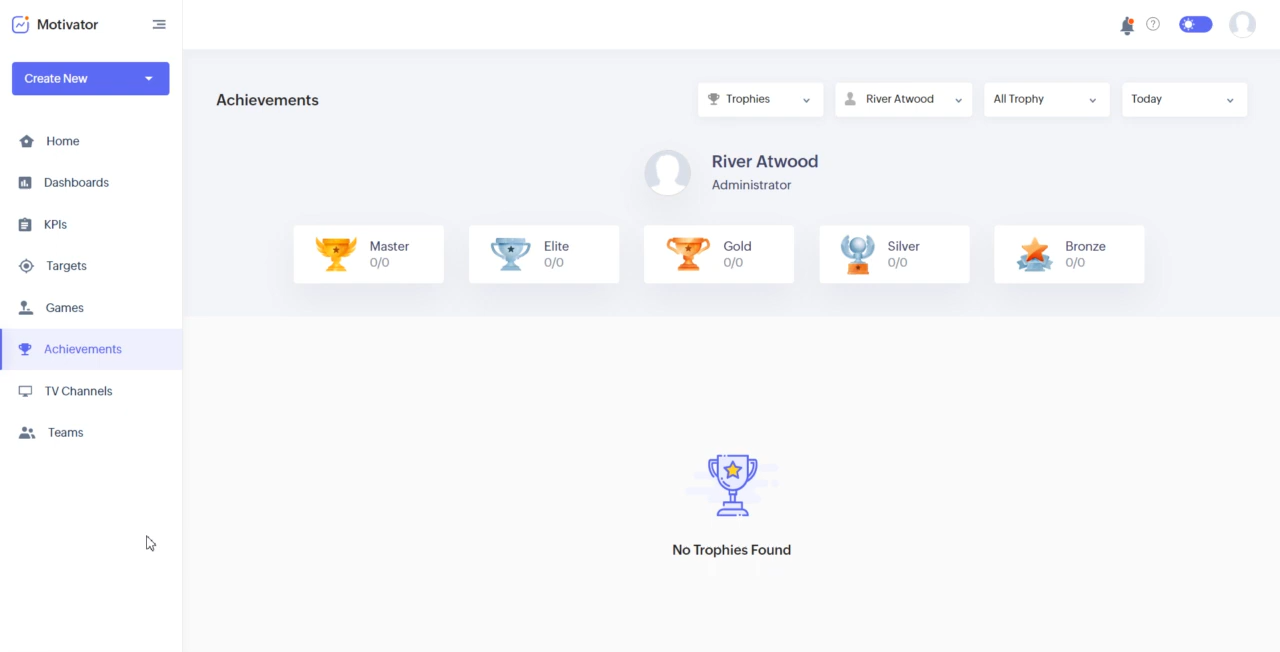 Motivator
Create New
Home
Dashboards
KPIs
Targets
Games
Achievements
TV Channels
Teams
?
Achievements
Trophies
River Atwood
All Trophy
Today
River Atwood
Administrator
Master
0/0
Elite
0/0
Gold
0/0
Silver
0/0
Bronze
0/0
No Trophies Found